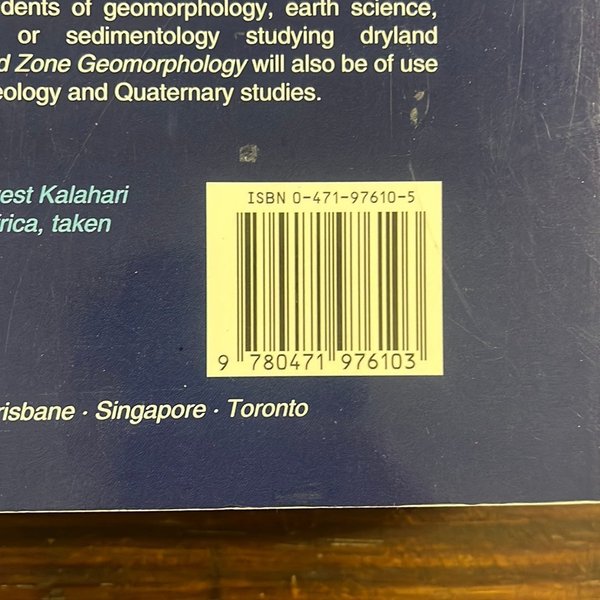 dents of geomorphology, earth science,
or sedimentology studying dryland
d Zone Geomorphology will also be of use
eology and Quaternary studies.
est Kalahari
rica, taken
ISBN 0-471-97610-5
9 780471 976103
risbane · Singapore · Toronto